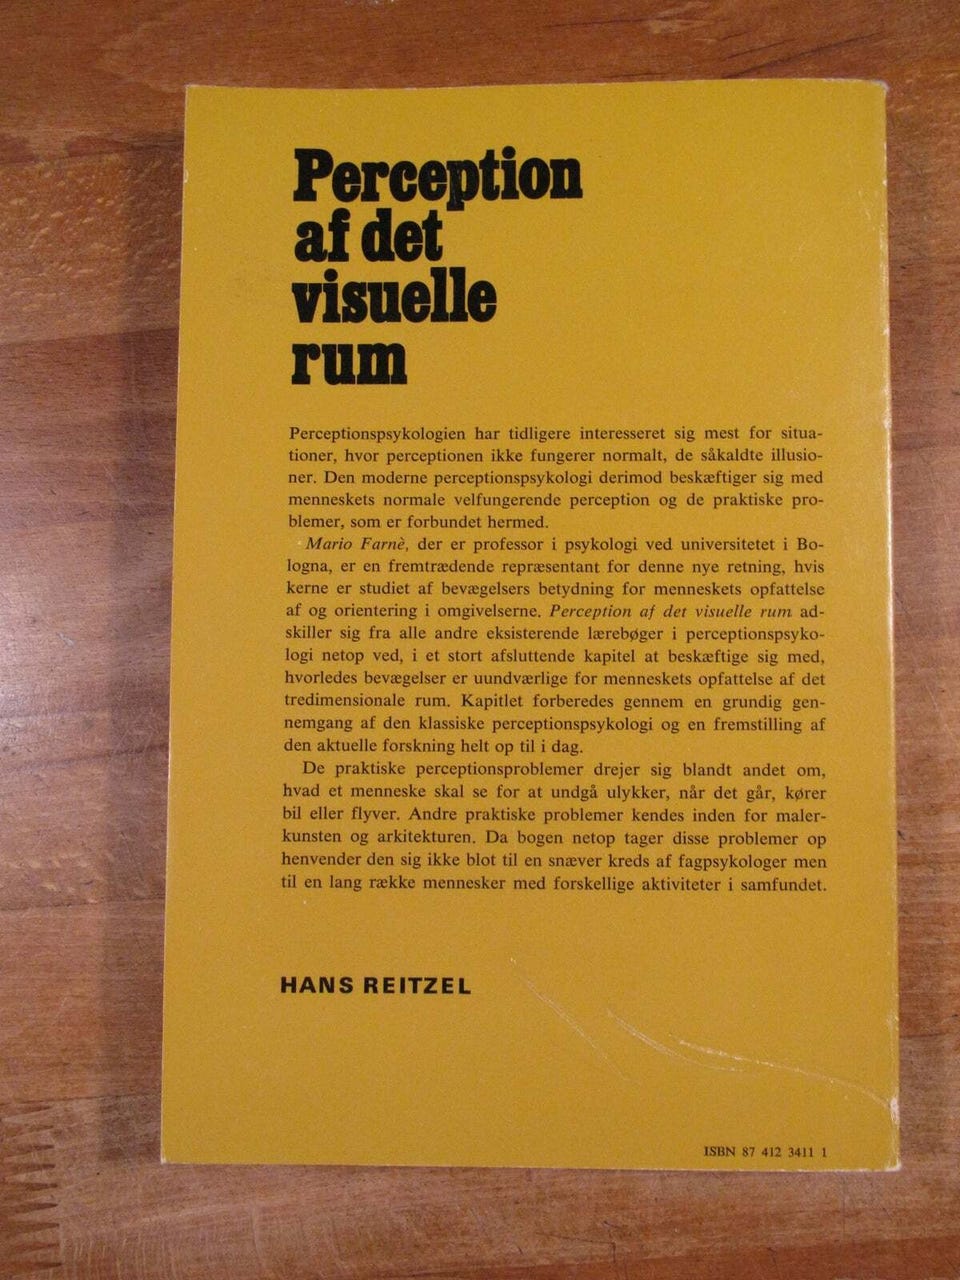 Perception
af det
visuelle
rum
Perceptionspsykologien har tidligere interesseret sig mest for situa-
tioner, hvor perceptionen ikke fungerer normalt, de såkaldte illusio-
ner. Den moderne perceptionspsykologi derimod beskæftiger sig med
menneskets normale velfungerende perception og de praktiske pro-
blemer, som er forbundet hermed.
Mario Farnè, der er professor i psykologi ved universitetet i Bo-
logna, er en fremtrædende repræsentant for denne nye retning, hvis
kerne er studiet af bevægelsers betydning for menneskets opfattelse
af og orientering i omgivelserne. Perception af det visuelle rum ad-
skiller sig fra alle andre eksisterende lærebøger i perceptionspsyko-
logi netop ved, i et stort afsluttende kapitel at beskæftige sig med,
hvorledes bevægelser er uundværlige for menneskets opfattelse af det
tredimensionale rum. Kapitlet forberedes gennem en grundig gen-
nemgang af den klassiske perceptionspsykologi og en fremstilling af
den aktuelle forskning helt op til i dag.
De praktiske perceptionsproblemer drejer sig blandt andet om,
hvad et menneske skal se for at undgå ulykker, når det går, kører
bil eller flyver. Andre praktiske problemer kendes inden for maler-
kunsten og arkitekturen. Da bogen netop tager disse problemer op
henvender den sig ikke blot til en snæver kreds af fagpsykologer men
til en lang række mennesker med forskellige aktiviteter i samfundet.
HANS REITZEL
ISBN 87 412 3411 1